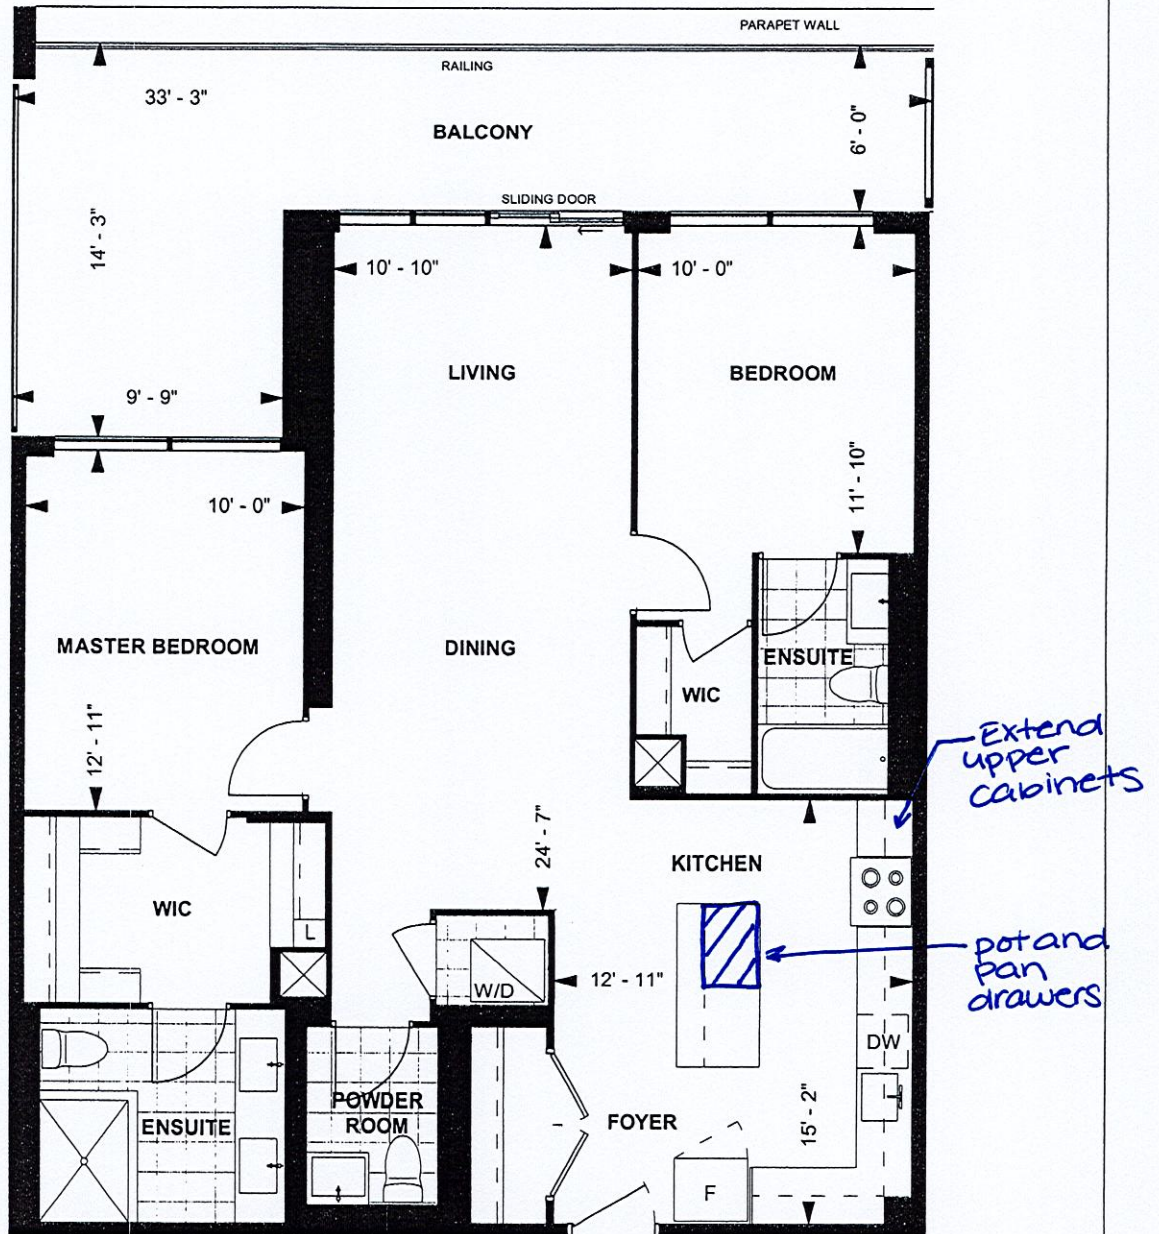 PARAPET WALL
RAILING
33' - 3"
BALCONY
6' - 0"
SLIDING DOOR
14' - 3"
10' - 10"
10' - 0"
LIVING
BEDROOM
9' - 9"
11' - 10"
10' - 0"
MASTER BEDROOM
DINING
ENSUITE
WIC
12' - 11"
Extend
upper
cabinets
24' - 7"
KITCHEN
WIC
L
pot and
pan
drawers
W/D
12' - 11"
DW
POWDER
ROOM
ENSUITE
FOYER
15' - 2"
F